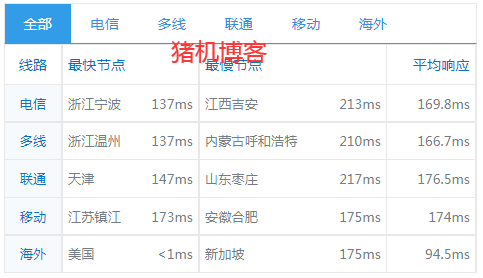 全部 电信 多线 联通 移动 海外
猪机博客
线路 最快节点 最慢节点 平均响应
电信 浙江宁波 137ms 江西吉安 213ms 169.8ms
多线 浙江温州 137ms 内蒙古呼和浩特 210ms 166.7ms
联通 天津 147ms 山东枣庄 217ms 176.5ms
移动 江苏镇江 173ms 安徽合肥 175ms 174ms
海外 美国 <1ms 新加坡 175ms 94.5ms